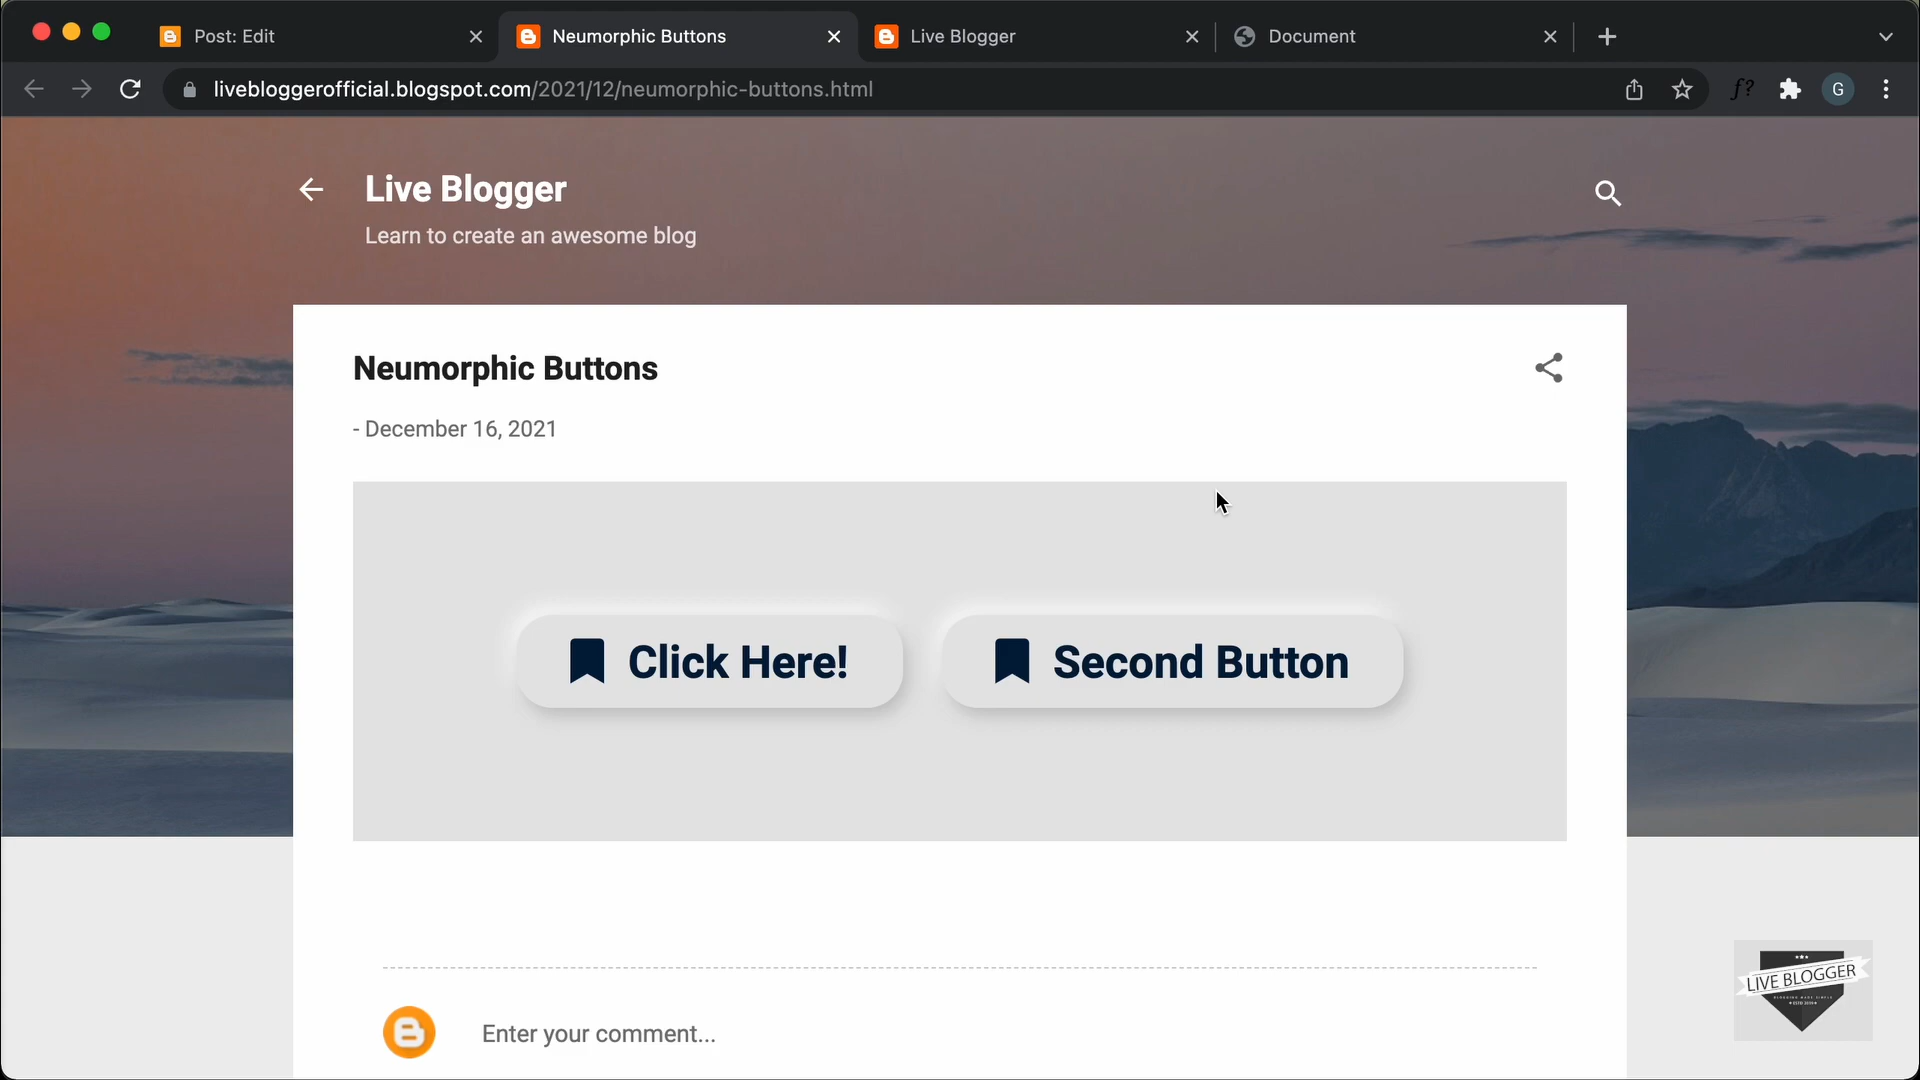 Post: Edit
Neumorphic Buttons
Live Blogger
Document
livebloggerofficial.blogspot.com/2021/12/neumorphic-buttons.html
f?
G
Live Blogger
Learn to create an awesome blog
Neumorphic Buttons
- December 16, 2021
Click Here!
Second Button
Enter your comment...
LIVE BLOGGER